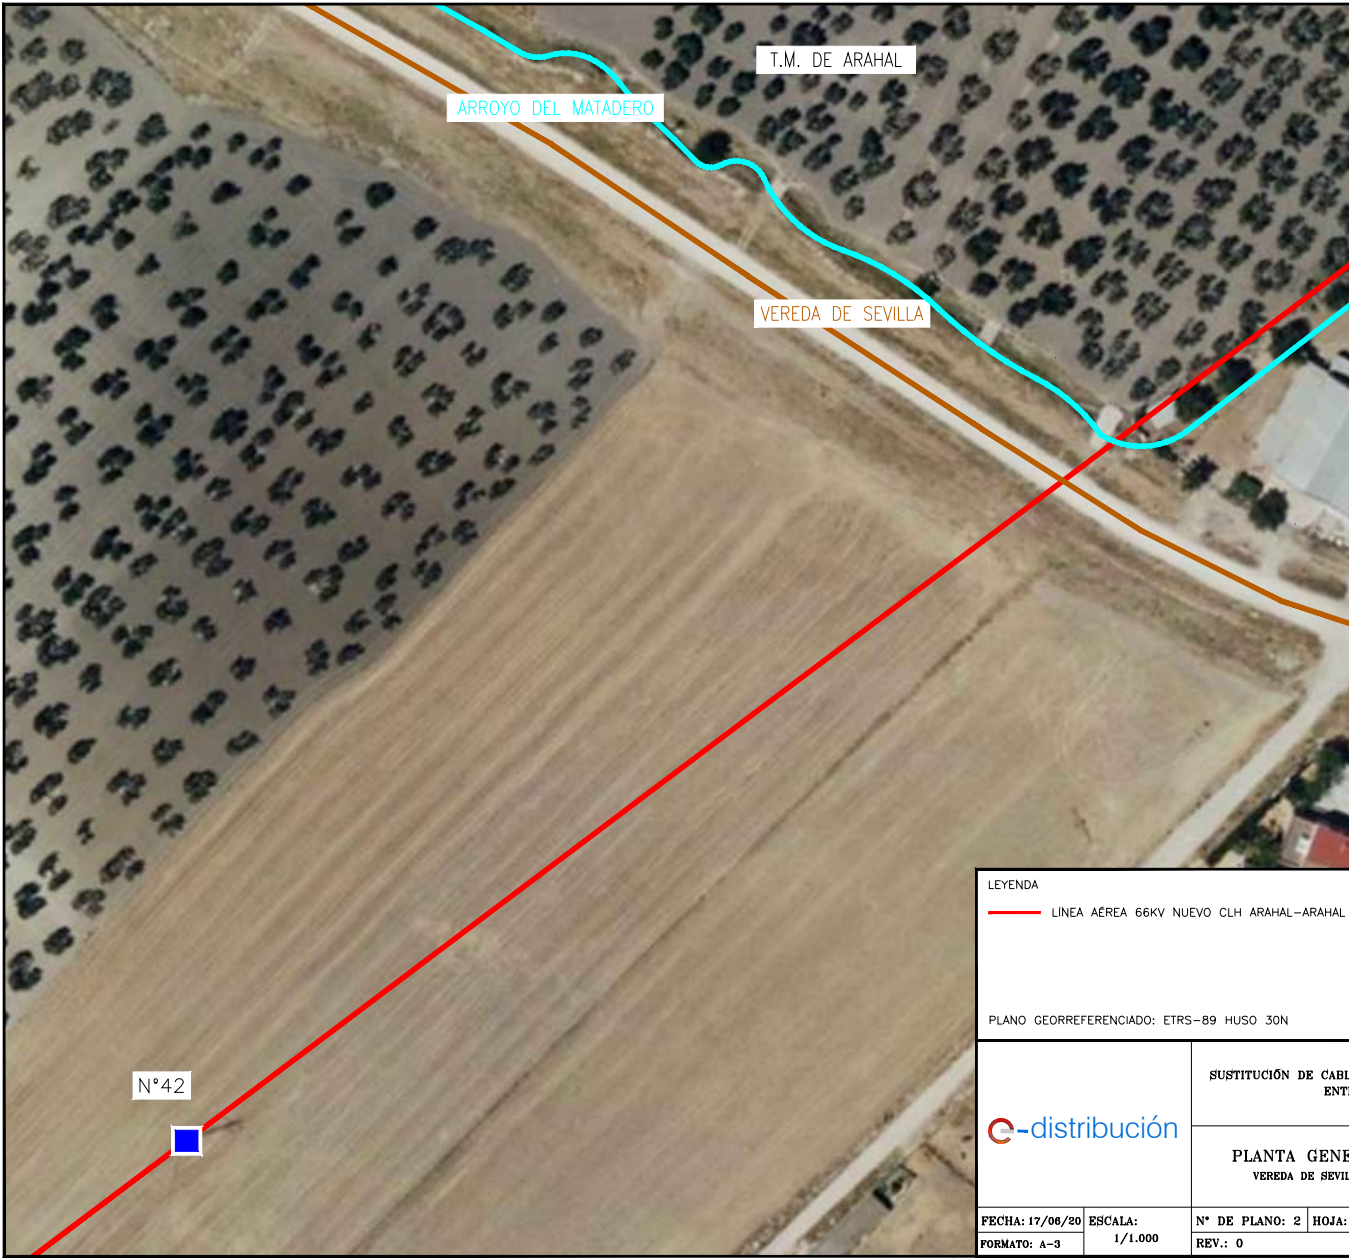 T.M. DE ARAHAL
ARROYO DEL MATADERO
VEREDA DE SEVILLA
N°42
LEYENDA
LÍNEA AÉREA 66KV NUEVO CLH ARAHAL-ARAHAL
PLANO GEORREFERENCIADO: ETRS-89 HUSO 30N
e-distribución
SUSTITUCIÓN DE
PLANTA
VEREDA DE
FECHA: 17/06/20
ESCALA:
1/1.000
N° DE PLANO: 2
HOJA:
FORMATO: A-3
REV.: 0